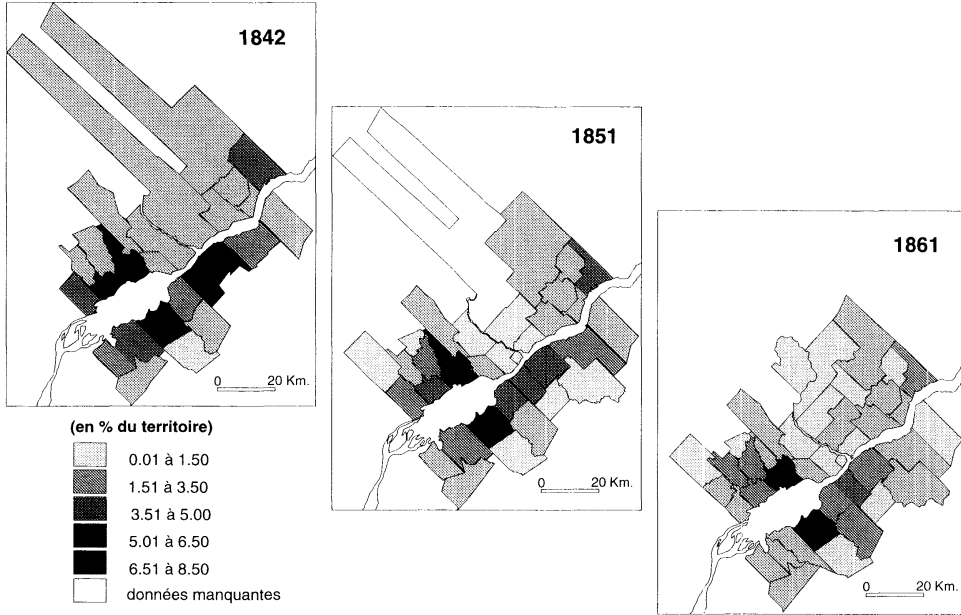 1842
0 20 Km.
1851
0 20 Km.
1861
0 20 Km.
(en % du territoire)
0.01 à 1.50
1.51 à 3.50
3.51 à 5.00
5.01 à 6.50
6.51 à 8.50
données manquantes